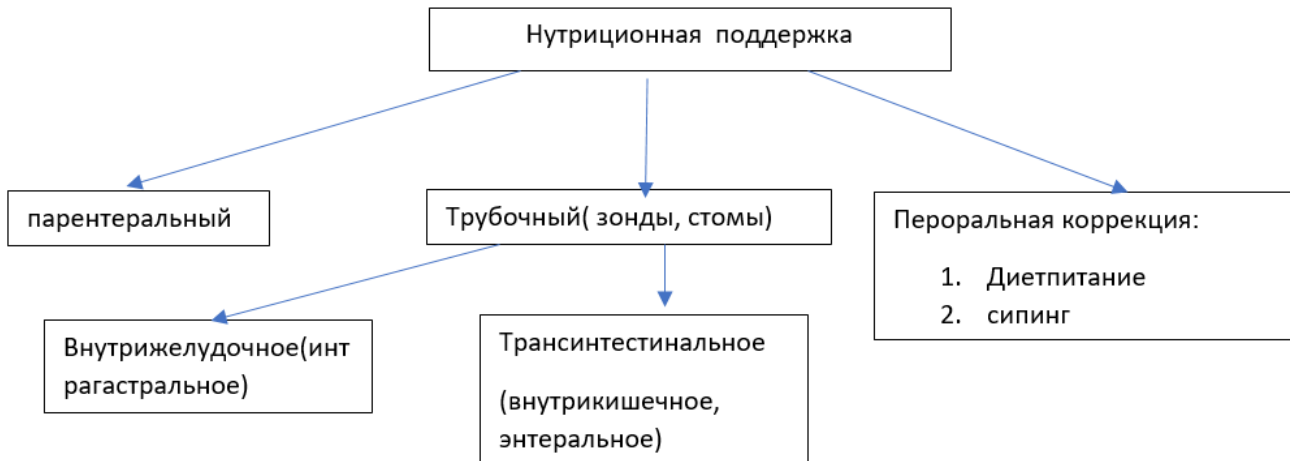 Нутриционная поддержка
парентеральный
Трубочный( зонды, стомы)
Пероральная коррекция:
1. Диетпитание
2. сипинг
Внутрижелудочное(инт
рагастральное)
Трансинтестинальное
(внутрикишечное,
энтеральное)